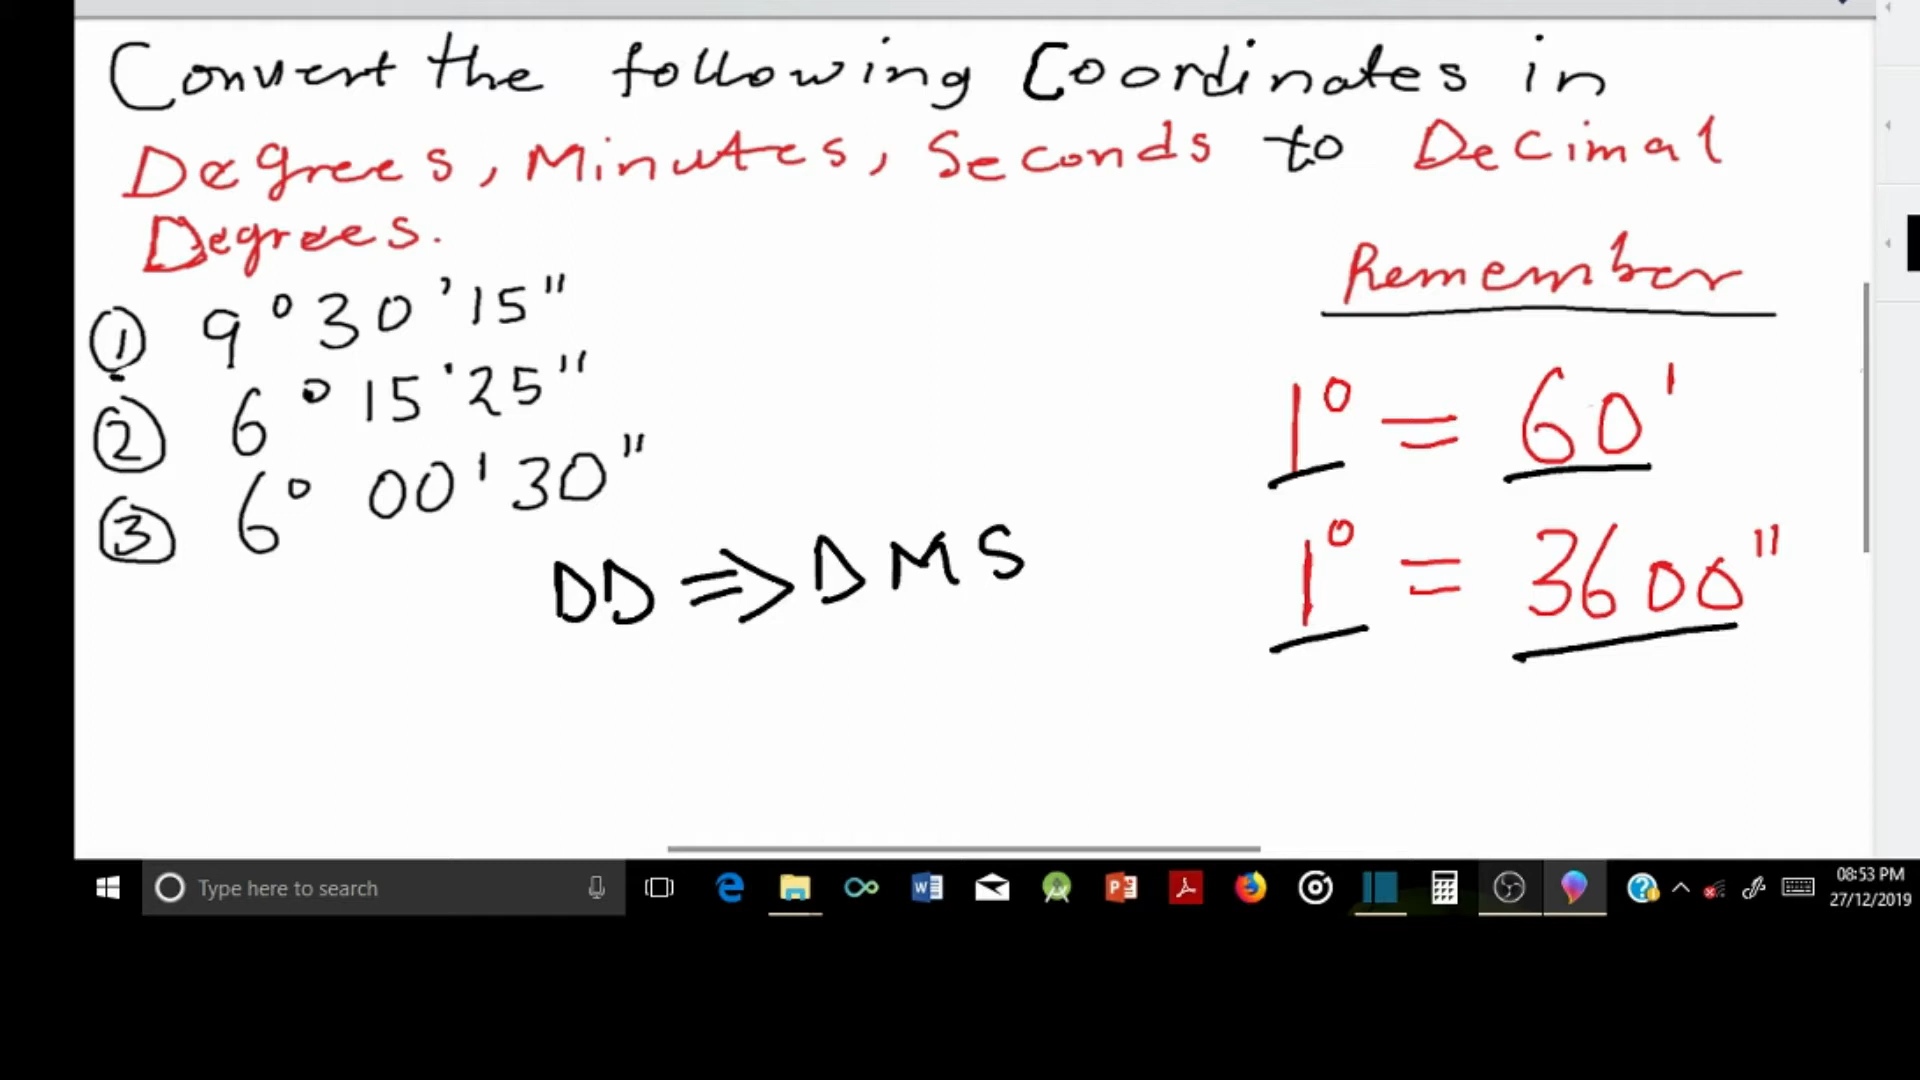 Convert the following Coordinates in
Degrees, Minutes, Seconds to Decimal
Degrees.
① 9°30'15"
② 6°15'25"
③ 6°00'30"
DD => DMS
Remember
1° = 60'
1° = 3600"
Type here to search
08:53 PM
27/12/2019